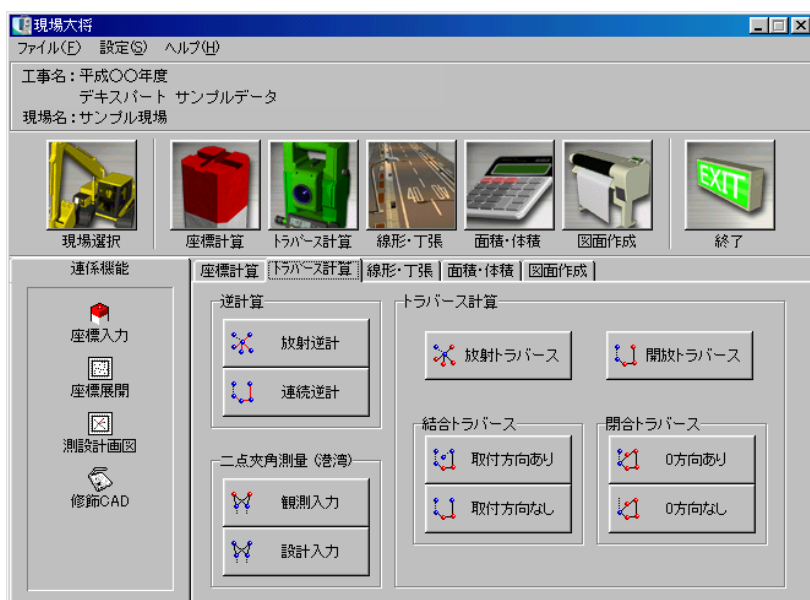 現場大将
ファイル(F) 設定(S) ヘルプ(H)
工事名：平成〇〇年度
デキスパート サンプルデータ
現場名：サンプル現場
EXIT
現場選択 座標計算 トラバース計算 線形・丁張 面積・体積 図面作成 終了
連係機能
座標入力
座標展開
測設計画図
修飾CAD
座標計算 トラバース計算 線形・丁張 面積・体積 図面作成
逆計算
放射逆計
連続逆計
二点夾角測量（港湾）
観測入力
設計入力
トラバース計算
放射トラバース 開放トラバース
結合トラバース
取付方向あり
取付方向なし
閉合トラバース
0方向あり
0方向なし